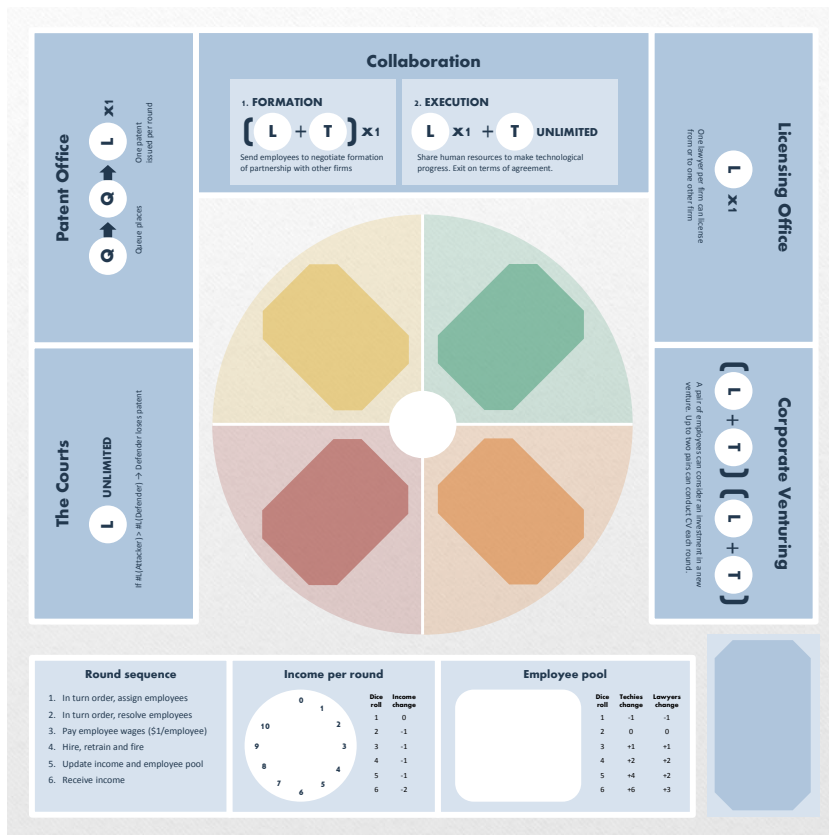 Collaboration
1. FORMATION
( L + T ) x1
Send employees to negotiate formation
of partnership with other firms
2. EXECUTION
L x1 + T UNLIMITED
Share human resources to make technological
progress. Exit on terms of agreement.
Patent Office
Q Q L x1
Queue places
One patent
issued per round
Licensing Office
L x1
One lawyer per firm can license
from or to one other firm
The Courts
L UNLIMITED
If #L(Attacker) > #L(Defender) → Defender loses patent
Corporate Venturing
( L + T ) ( L + T )
A pair of employees can consider an investment in a new
venture. Up to two pairs can conduct CV each round.
Round sequence
1. In turn order, assign employees
2. In turn order, resolve employees
3. Pay employee wages ($1/employee)
4. Hire, retrain and fire
5. Update income and employee pool
6. Receive income
Income per round
0
1
2
3
4
5
6
7
8
9
10
Dice roll Income change
1 0
2 -1
3 -1
4 -1
5 -1
6 -2
Employee pool
Dice roll Techies change Lawyers change
1 -1 -1
2 0 0
3 +1 +1
4 +2 +2
5 +4 +2
6 +6 +3